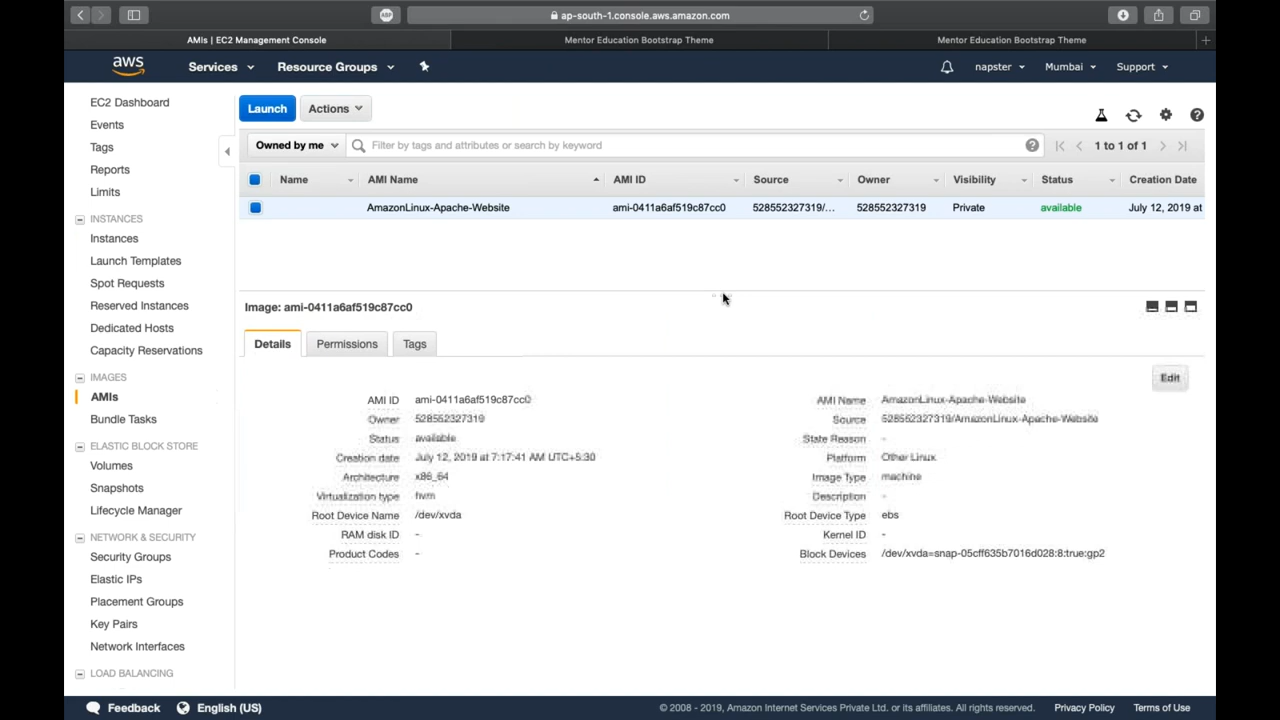 ABP
ap-south-1.console.aws.amazon.com
AMIs | EC2 Management Console
Mentor Education Bootstrap Theme
Mentor Education Bootstrap Theme
aws
Services
Resource Groups
napster
Mumbai
Support
EC2 Dashboard
Events
Tags
Reports
Limits
INSTANCES
Instances
Launch Templates
Spot Requests
Reserved Instances
Dedicated Hosts
Capacity Reservations
IMAGES
AMIs
Bundle Tasks
ELASTIC BLOCK STORE
Volumes
Snapshots
Lifecycle Manager
NETWORK & SECURITY
Security Groups
Elastic IPs
Placement Groups
Key Pairs
Network Interfaces
LOAD BALANCING
Launch
Actions
Owned by me
Filter by tags and attributes or search by keyword
1 to 1 of 1
Name AMI Name AMI ID Source Owner Visibility Status Creation Date
AmazonLinux-Apache-Website ami-0411a6af519c87cc0 528552327319/... 528552327319 Private available July 12, 2019 at
Image: ami-0411a6af519c87cc0
Details
Permissions
Tags
Edit
AMI ID ami-0411a6af519c87cc0
Owner 528552327319
Status available
Creation date July 12, 2019 at 7:17:41 AM UTC+5:30
Architecture x86_64
Virtualization type hvm
Root Device Name /dev/xvda
RAM disk ID -
Product Codes -
AMI Name AmazonLinux-Apache-Website
Source 528552327319/AmazonLinux-Apache-Website
State Reason -
Platform Other Linux
Image Type machine
Description -
Root Device Type ebs
Kernel ID -
Block Devices /dev/xvda=snap-05cff635b7016d028:8:true:gp2
Feedback
English (US)
© 2008 - 2019, Amazon Internet Services Private Ltd. or its affiliates. All rights reserved.
Privacy Policy
Terms of Use